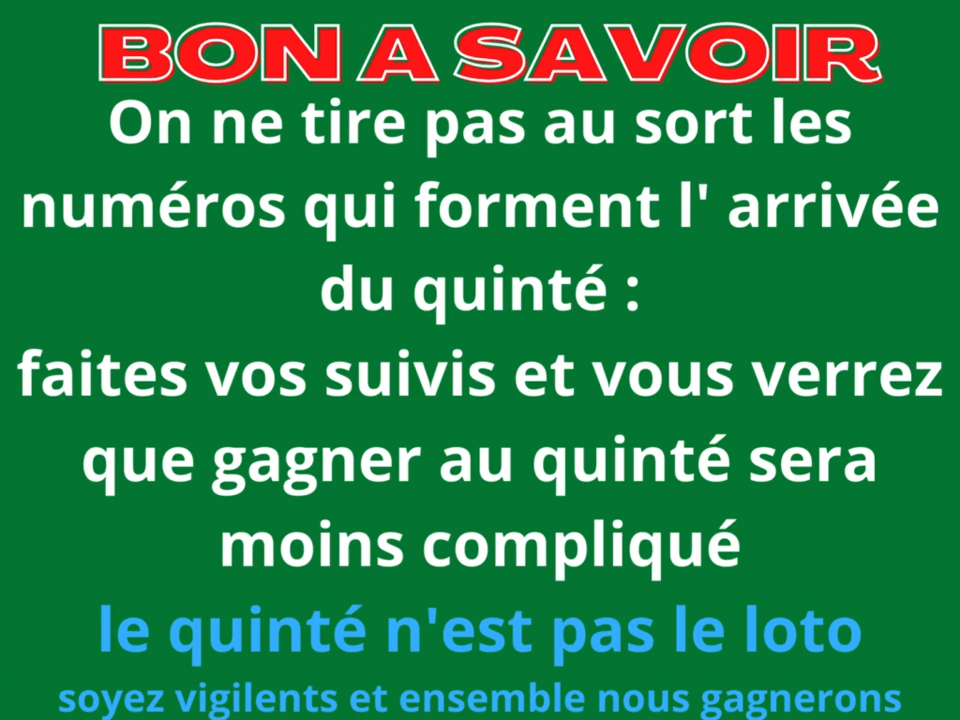 BON A SAVOIR
On ne tire pas au sort les
numéros qui forment l' arrivée
du quinté :
faites vos suivis et vous verrez
que gagner au quinté sera
moins compliqué
le quinté n'est pas le loto
soyez vigilents et ensemble nous gagnerons